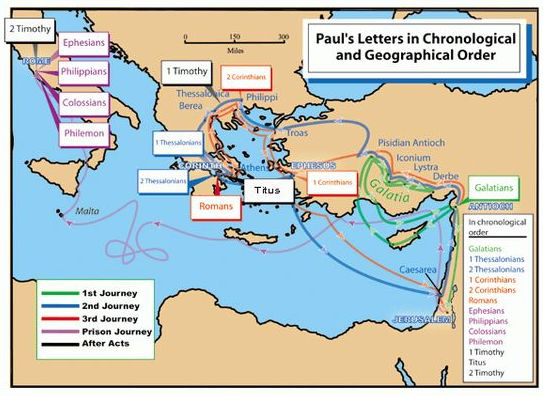 Paul's Letters in Chronological
and Geographical Order
2 Timothy
ROME
Ephesians
Philippians
Colossians
Philemon
0 50 100 150
Miles
1 Timothy
2 Corinthians
Thessalonica
Philippi
Berea
Troas
1 Thessalonians
CORINTH
Athens
EPHESUS
2 Thessalonians
Titus
1 Corinthians
Romans
Pisidian Antioch
Iconium
Lystra
Derbe
Galatia
Galatians
ANTIOCH
Malta
Caesarea
JERUSALEM
1st Journey
2nd Journey
3rd Journey
Prison Journey
After Acts
In chronological
order
Galatians
1 Thessalonians
2 Thessalonians
1 Corinthians
2 Corinthians
Romans
Ephesians
Philippians
Colossians
Philemon
1 Timothy
Titus
2 Timothy